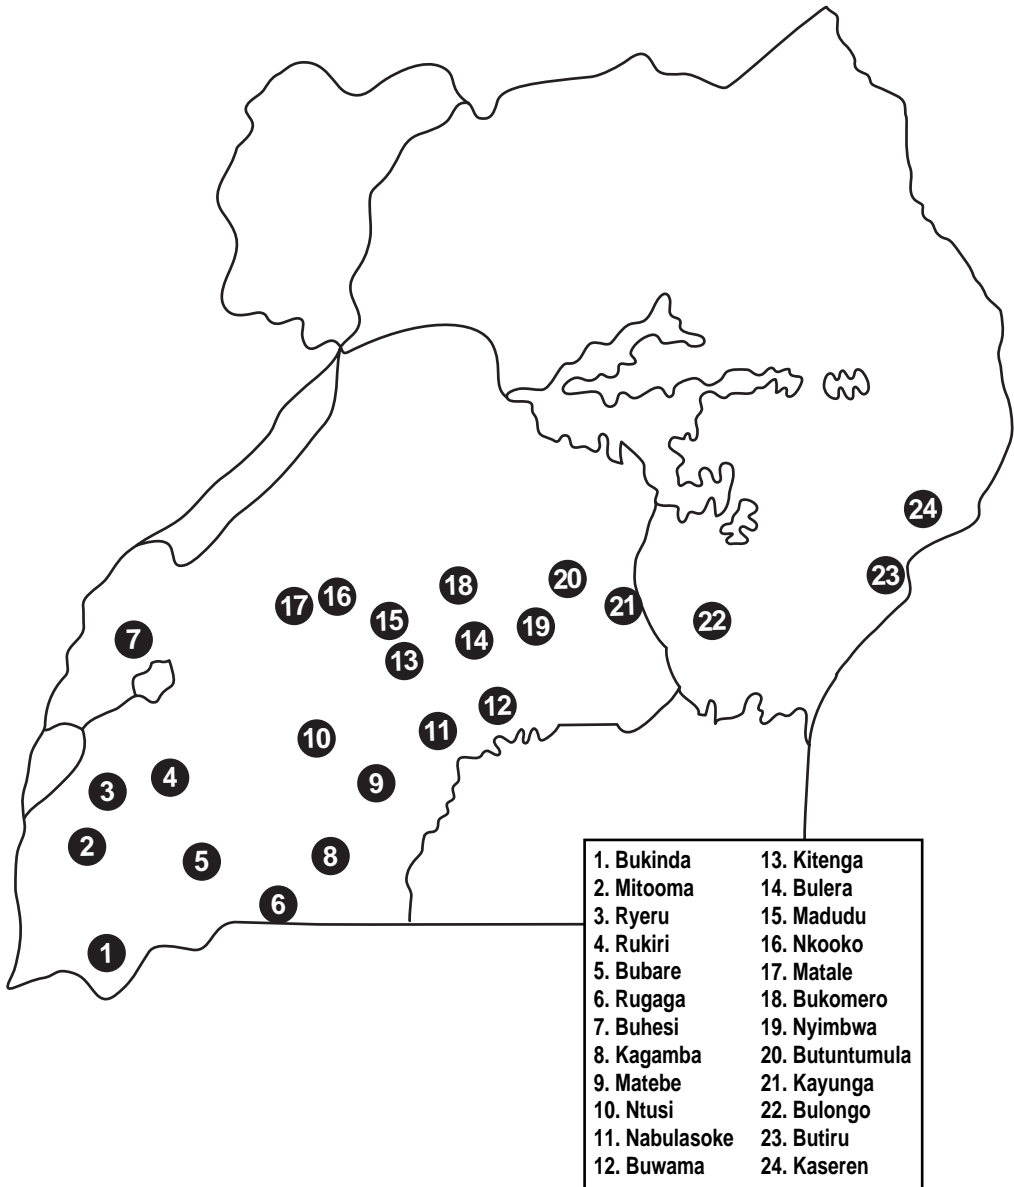 24
23
20
18
16
17
21
15
22
19
7
14
13
12
11
10
4
9
3
2
8
5
6
1
1. Bukinda
2. Mitooma
3. Ryeru
4. Rukiri
5. Bubare
6. Rugaga
7. Buhesi
8. Kagamba
9. Matebe
10. Ntusi
11. Nabulasoke
12. Buwama
13. Kitenga
14. Bulera
15. Madudu
16. Nkooko
17. Matale
18. Bukomero
19. Nyimbwa
20. Butuntumula
21. Kayunga
22. Bulongo
23. Butiru
24. Kaseren